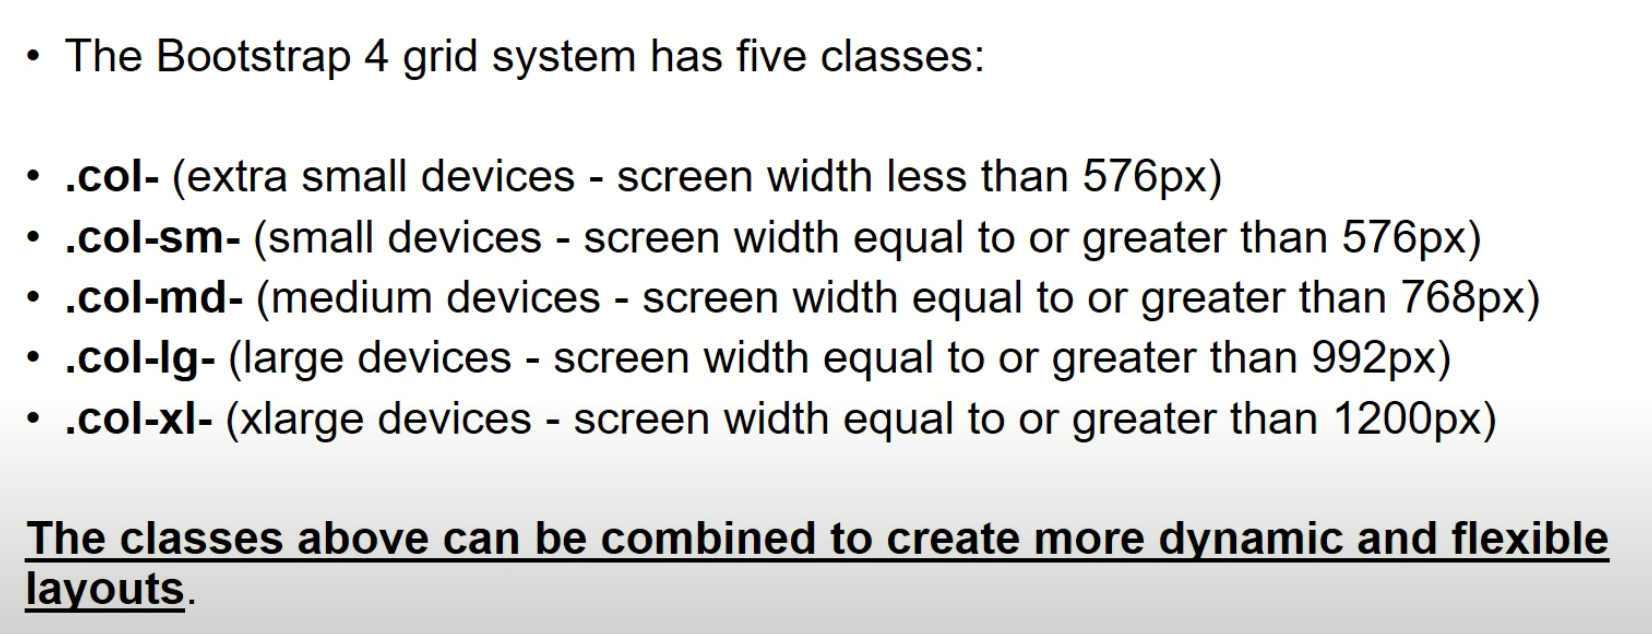 • The Bootstrap 4 grid system has five classes:
• .col- (extra small devices - screen width less than 576px)
• .col-sm- (small devices - screen width equal to or greater than 576px)
• .col-md- (medium devices - screen width equal to or greater than 768px)
• .col-lg- (large devices - screen width equal to or greater than 992px)
• .col-xl- (xlarge devices - screen width equal to or greater than 1200px)
The classes above can be combined to create more dynamic and flexible
layouts.